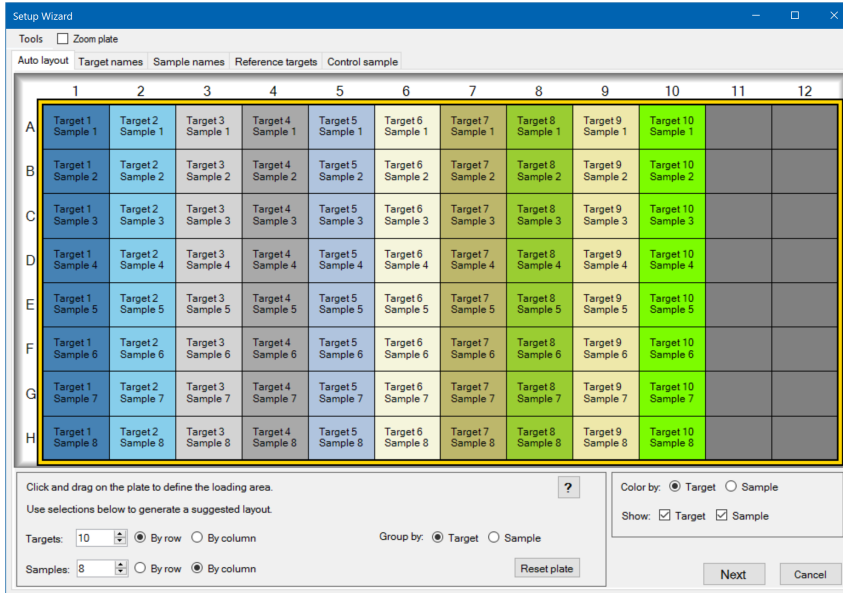 Setup Wizard
Tools Zoom plate
Auto layout Target names Sample names Reference targets Control sample
1 2 3 4 5 6 7 8 9 10 11 12
A
Target 1 Target 2 Target 3 Target 4 Target 5 Target 6 Target 7 Target 8 Target 9 Target 10
Sample 1 Sample 1 Sample 1 Sample 1 Sample 1 Sample 1 Sample 1 Sample 1 Sample 1 Sample 1
B
Target 1 Target 2 Target 3 Target 4 Target 5 Target 6 Target 7 Target 8 Target 9 Target 10
Sample 2 Sample 2 Sample 2 Sample 2 Sample 2 Sample 2 Sample 2 Sample 2 Sample 2 Sample 2
C
Target 1 Target 2 Target 3 Target 4 Target 5 Target 6 Target 7 Target 8 Target 9 Target 10
Sample 3 Sample 3 Sample 3 Sample 3 Sample 3 Sample 3 Sample 3 Sample 3 Sample 3 Sample 3
D
Target 1 Target 2 Target 3 Target 4 Target 5 Target 6 Target 7 Target 8 Target 9 Target 10
Sample 4 Sample 4 Sample 4 Sample 4 Sample 4 Sample 4 Sample 4 Sample 4 Sample 4 Sample 4
E
Target 1 Target 2 Target 3 Target 4 Target 5 Target 6 Target 7 Target 8 Target 9 Target 10
Sample 5 Sample 5 Sample 5 Sample 5 Sample 5 Sample 5 Sample 5 Sample 5 Sample 5 Sample 5
F
Target 1 Target 2 Target 3 Target 4 Target 5 Target 6 Target 7 Target 8 Target 9 Target 10
Sample 6 Sample 6 Sample 6 Sample 6 Sample 6 Sample 6 Sample 6 Sample 6 Sample 6 Sample 6
G
Target 1 Target 2 Target 3 Target 4 Target 5 Target 6 Target 7 Target 8 Target 9 Target 10
Sample 7 Sample 7 Sample 7 Sample 7 Sample 7 Sample 7 Sample 7 Sample 7 Sample 7 Sample 7
H
Target 1 Target 2 Target 3 Target 4 Target 5 Target 6 Target 7 Target 8 Target 9 Target 10
Sample 8 Sample 8 Sample 8 Sample 8 Sample 8 Sample 8 Sample 8 Sample 8 Sample 8 Sample 8
Click and drag on the plate to define the loading area. ?
Use selections below to generate a suggested layout.
Targets: 10 By row By column Group by: Target Sample
Samples: 8 By row By column Reset plate
Color by: Target Sample
Show: Target Sample
Next Cancel